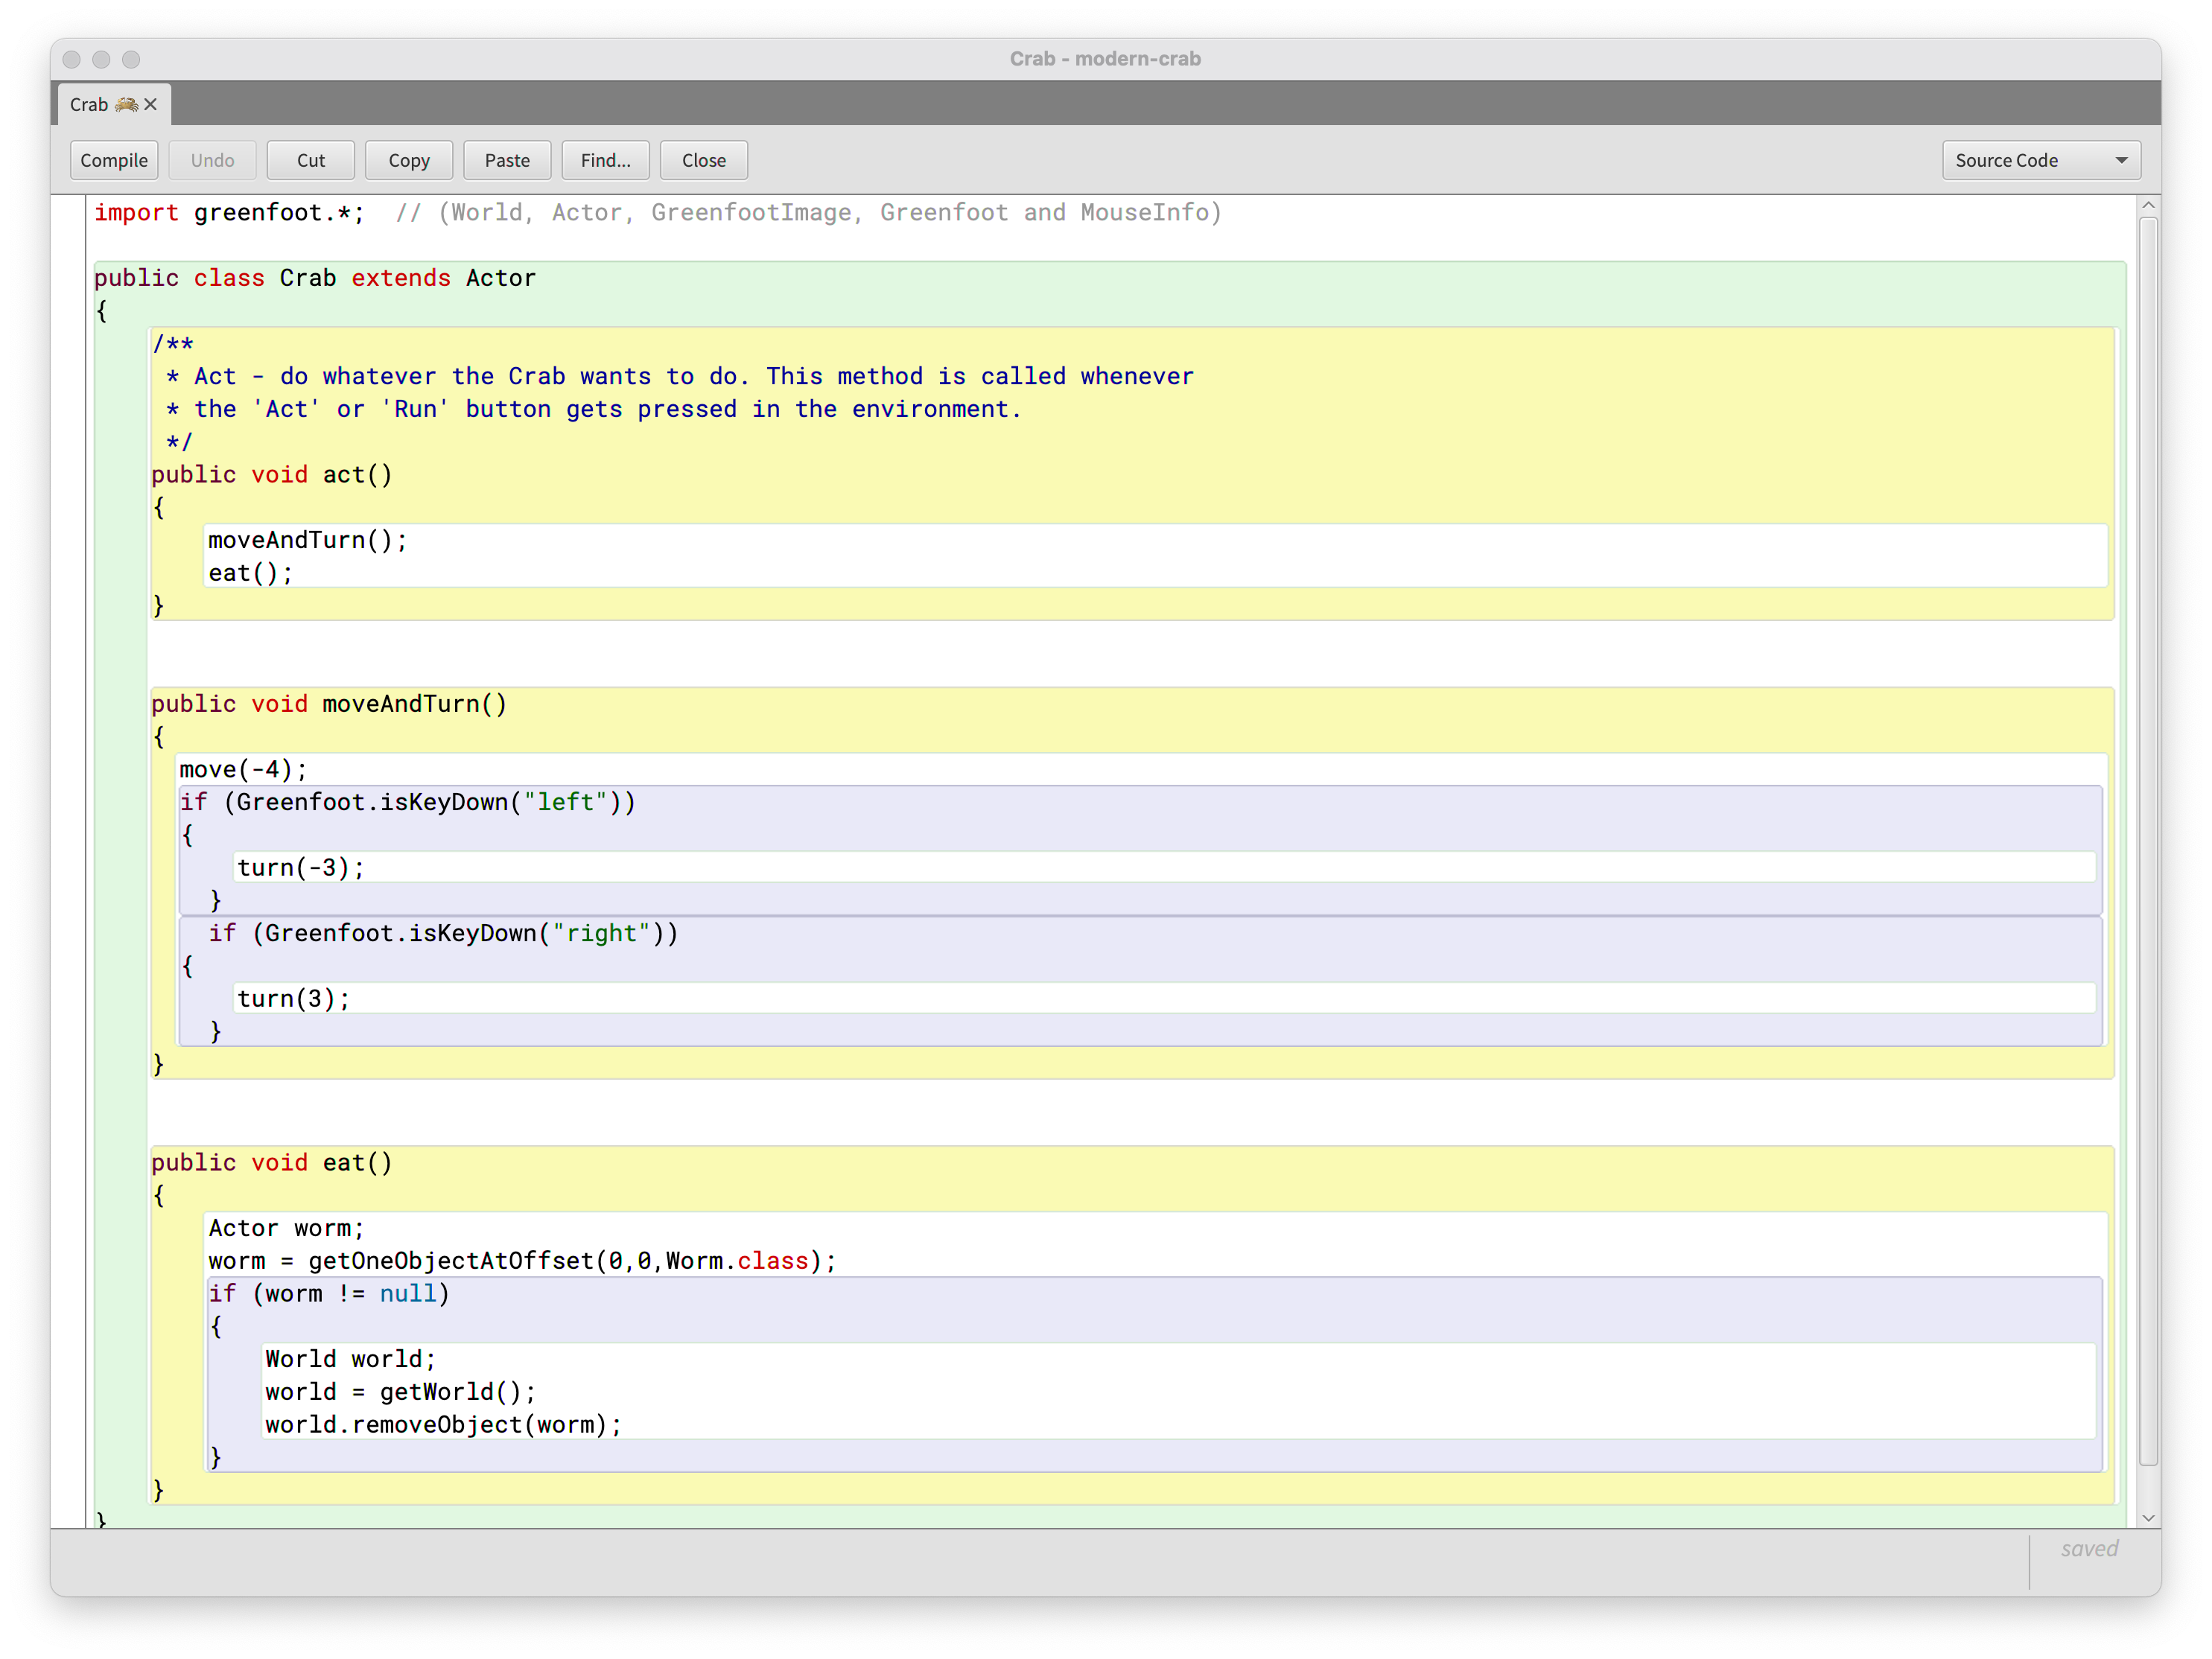 Crab - modern-crab
Crab
Compile Undo Cut Copy Paste Find... Close Source Code
import greenfoot.*;  // (World, Actor, GreenfootImage, Greenfoot and MouseInfo)
public class Crab extends Actor
{
    /**
     * Act - do whatever the Crab wants to do. This method is called whenever
     * the 'Act' or 'Run' button gets pressed in the environment.
     */
    public void act()
    {
        moveAndTurn();
        eat();
    }
    public void moveAndTurn()
    {
      move(-4);
      if (Greenfoot.isKeyDown("left"))
      {
          turn(-3);
        }
        if (Greenfoot.isKeyDown("right"))
      {
          turn(3);
        }
    }
    public void eat()
    {
        Actor worm;
        worm = getOneObjectAtOffset(0,0,Worm.class);
        if (worm != null)
        {
            World world;
            world = getWorld();
            world.removeObject(worm);
        }
    }
}
saved